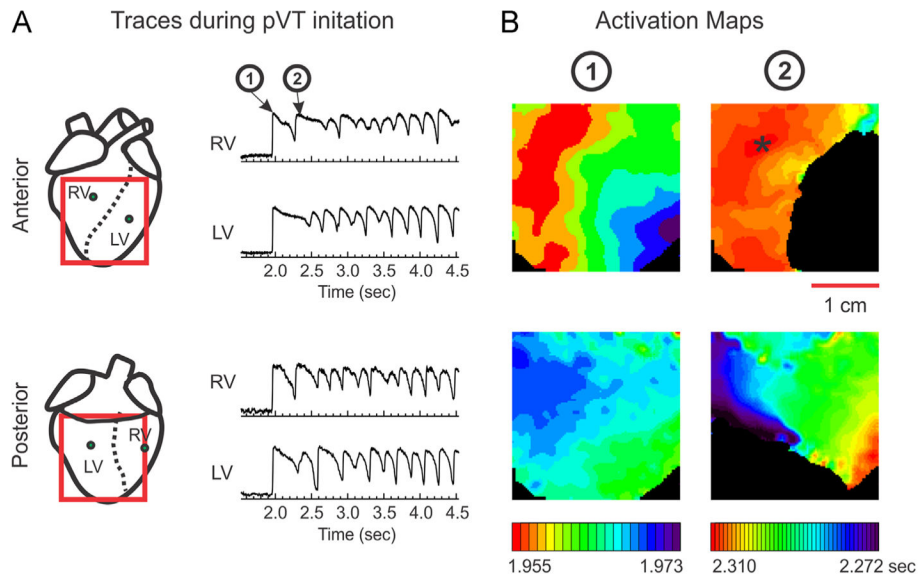 A
Traces during pVT initation
B
Activation Maps
1
2
1
2
Anterior
RV
LV
RV
LV
2.0 2.5 3.0 3.5 4.0 4.5
Time (sec)
*
1 cm
Posterior
LV
RV
RV
LV
2.0 2.5 3.0 3.5 4.0 4.5
Time (sec)
1.955 1.973
2.310 2.272 sec